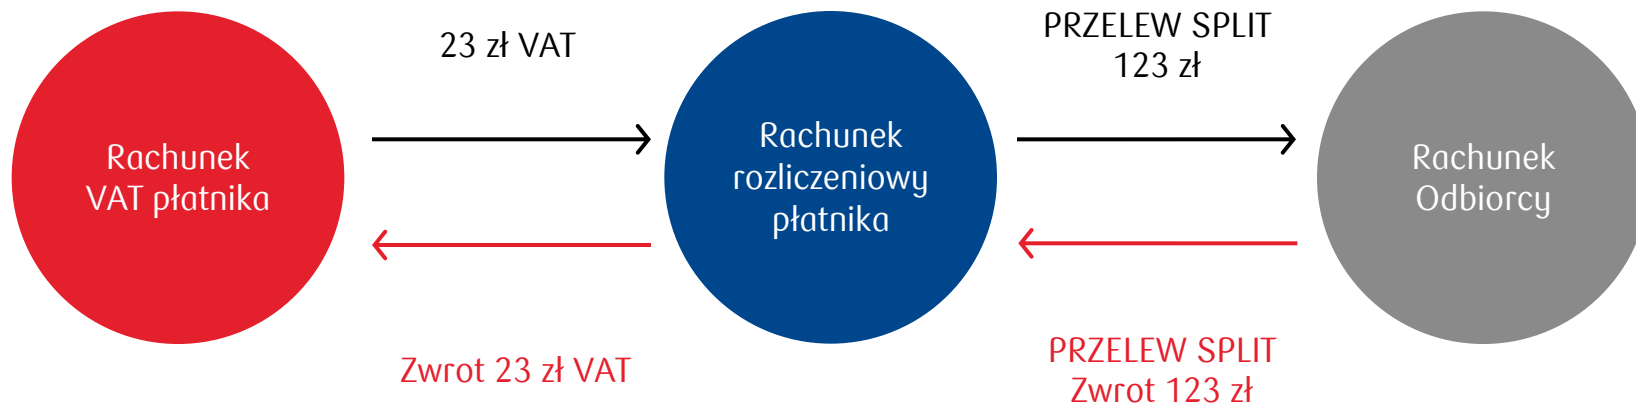 23 zł VAT
PRZELEW SPLIT
123 zł
Rachunek
VAT płatnika
Rachunek
rozliczeniowy
płatnika
Rachunek
Odbiorcy
Zwrot 23 zł VAT
PRZELEW SPLIT
Zwrot 123 zł